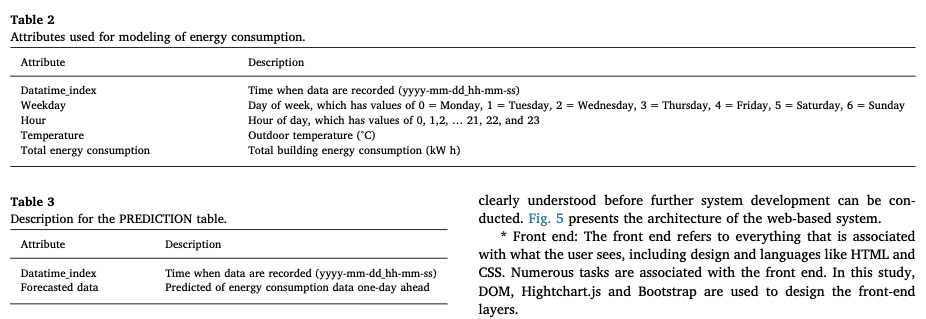 Table 2
Attributes used for modeling of energy consumption.
Attribute Description
Datatime_index Time when data are recorded (yyyy-mm-dd_hh-mm-ss)
Weekday Day of week, which has values of 0 = Monday, 1 = Tuesday, 2 = Wednesday, 3 = Thursday, 4 = Friday, 5 = Saturday, 6 = Sunday
Hour Hour of day, which has values of 0, 1,2, … 21, 22, and 23
Temperature Outdoor temperature (°C)
Total energy consumption Total building energy consumption (kW h)
Table 3
Description for the PREDICTION table.
Attribute Description
Datatime_index Time when data are recorded (yyyy-mm-dd_hh-mm-ss)
Forecasted data Predicted of energy consumption data one-day ahead
clearly understood before further system development can be con-
ducted. Fig. 5 presents the architecture of the web-based system.
* Front end: The front end refers to everything that is associated
with what the user sees, including design and languages like HTML and
CSS. Numerous tasks are associated with the front end. In this study,
DOM, Hightchart.js and Bootstrap are used to design the front-end
layers.